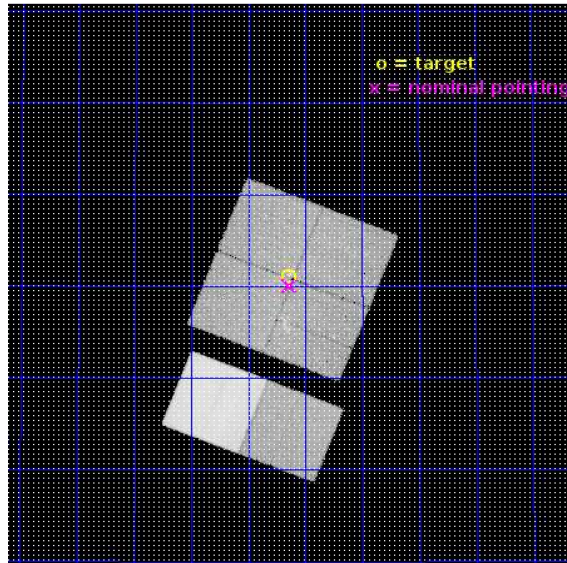 o = target
x = nominal pointing